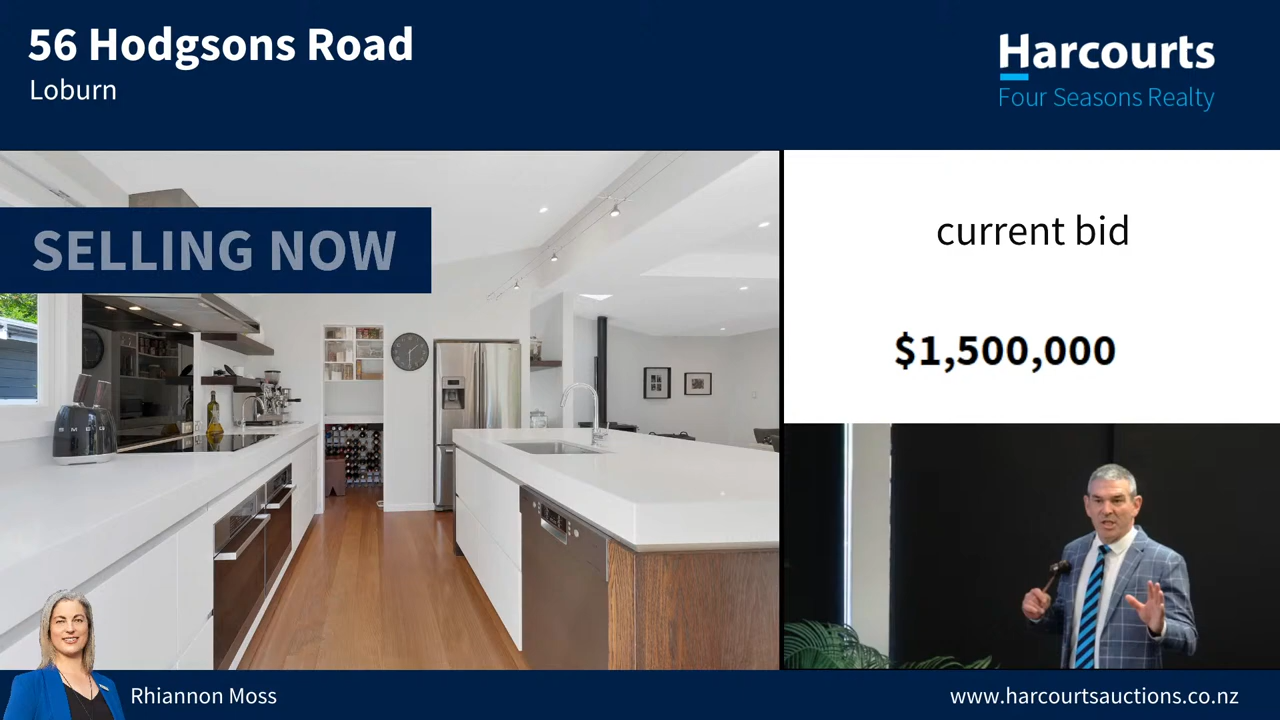 56 Hodgsons Road
Loburn
Harcourts
Four Seasons Realty
SELLING NOW
current bid
$1,500,000
SMEG
Rhiannon Moss
www.harcourtsauctions.co.nz